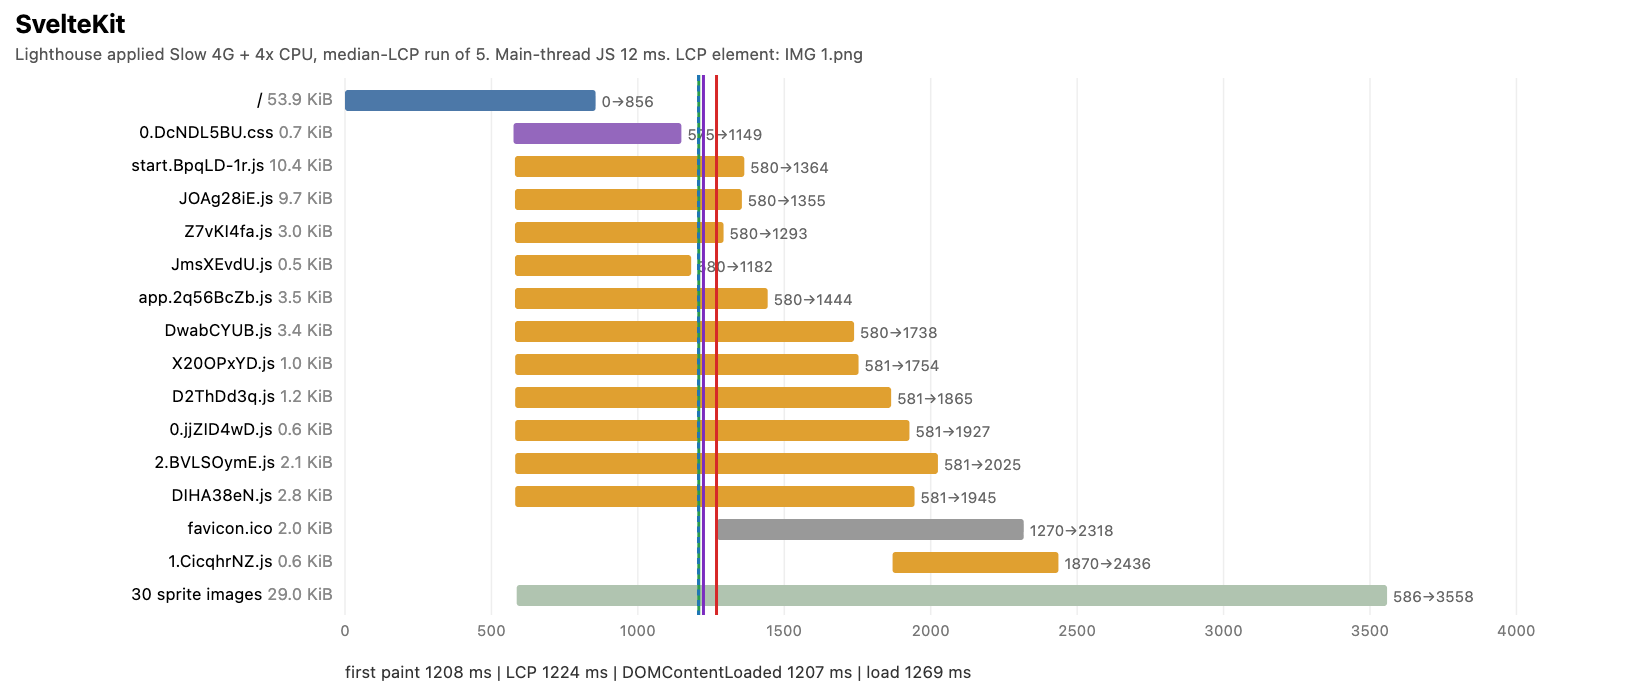 SvelteKit
Lighthouse applied Slow 4G + 4x CPU, median-LCP run of 5. Main-thread JS 12 ms. LCP element: IMG 1.png
/ 53.9 KiB 0→856
0.DcNDL5BU.css 0.7 KiB 575→1149
start.BpqLD-1r.js 10.4 KiB 580→1364
JOAg28iE.js 9.7 KiB 580→1355
Z7vKI4fa.js 3.0 KiB 580→1293
JmsXEvdU.js 0.5 KiB 580→1182
app.2q56BcZb.js 3.5 KiB 580→1444
DwabCYUB.js 3.4 KiB 580→1738
X20OPxYD.js 1.0 KiB 581→1754
D2ThDd3q.js 1.2 KiB 581→1865
0.jjZID4wD.js 0.6 KiB 581→1927
2.BVLSOymE.js 2.1 KiB 581→2025
DIHA38eN.js 2.8 KiB 581→1945
favicon.ico 2.0 KiB 1270→2318
1.CicqhrNZ.js 0.6 KiB 1870→2436
30 sprite images 29.0 KiB 586→3558
0 500 1000 1500 2000 2500 3000 3500 4000
first paint 1208 ms | LCP 1224 ms | DOMContentLoaded 1207 ms | load 1269 ms